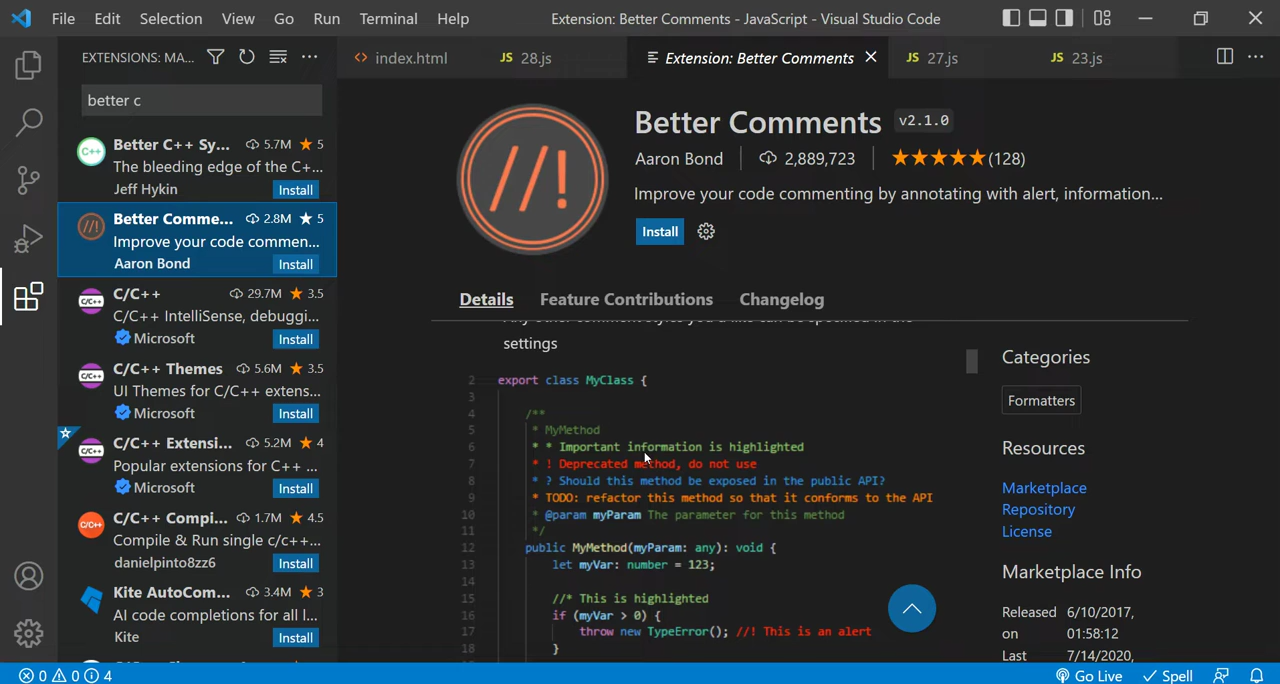 File Edit Selection View Go Run Terminal Help Extension: Better Comments - JavaScript - Visual Studio Code
EXTENSIONS: MA...
<> index.html JS 28.js Extension: Better Comments JS 27.js JS 23.js
better c
C++ Better C++ Sy... 5.7M ★ 5
The bleeding edge of the C+...
Jeff Hykin Install
//! Better Comme... 2.8M ★ 5
Improve your code commen...
Aaron Bond Install
C/C++ C/C++ 29.7M ★ 3.5
C/C++ IntelliSense, debuggi...
Microsoft Install
C/C++ C/C++ Themes 5.6M ★ 3.5
UI Themes for C/C++ exten...
Microsoft Install
C/C++ C/C++ Extensi... 5.2M ★ 4
Popular extensions for C++ ...
Microsoft Install
C/C++ C/C++ Compi... 1.7M ★ 4.5
Compile & Run single c/c++...
danielpinto8zz6 Install
Kite AutoCom... 3.4M ★ 3
AI code completions for all l...
Kite Install
//!
Better Comments v2.1.0
Aaron Bond 2,889,723 ★★★★★(128)
Improve your code commenting by annotating with alert, information...
Install
Details Feature Contributions Changelog
Any other comment styles you'd like can be specified in the
settings
2 export class MyClass {
3
4 /**
5 * MyMethod
6 * * Important information is highlighted
7 * ! Deprecated method, do not use
8 * ? Should this method be exposed in the public API?
9 * TODO: refactor this method so that it conforms to the API
10 * @param myParam The parameter for this method
11 */
12 public MyMethod(myParam: any): void {
13 let myVar: number = 123;
14
15 //* This is highlighted
16 if (myVar > 0) {
17 throw new TypeError(); //! This is an alert
18 }
Categories
Formatters
Resources
Marketplace
Repository
License
Marketplace Info
Released 6/10/2017,
on 01:58:12
Last 7/14/2020,
0 0 4 Go Live Spell